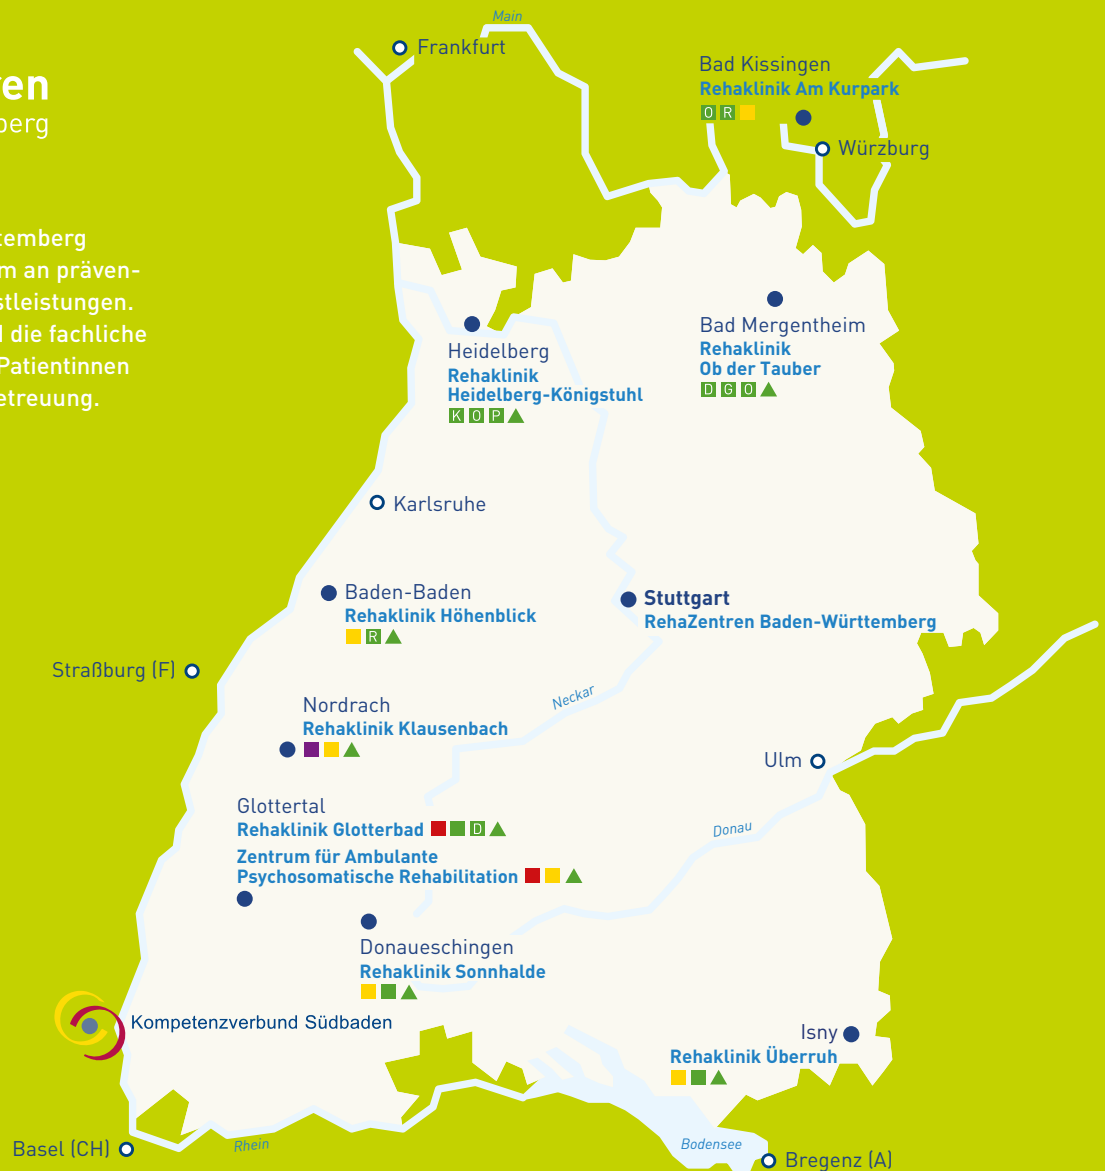 en
berg
temberg
m an präven-
stleistungen.
d die fachliche
Patientinnen
etreuung.
Main
Frankfurt
Bad Kissingen
Rehaklinik Am Kurpark
O R
Würzburg
Bad Mergentheim
Rehaklinik
Ob der Tauber
D G O
Heidelberg
Rehaklinik
Heidelberg-Königstuhl
K O P
Karlsruhe
Baden-Baden
Rehaklinik Höhenblick
R
Stuttgart
RehaZentren Baden-Württemberg
Straßburg (F)
Nordrach
Rehaklinik Klausenbach
Neckar
Ulm
Glottertal
Rehaklinik Glotterbad D
Zentrum für Ambulante
Psychosomatische Rehabilitation
Donau
Donaueschingen
Rehaklinik Sonnhalde
Kompetenzverbund Südbaden
Isny
Rehaklinik Überruh
Basel (CH)
Rhein
Bodensee
Bregenz (A)